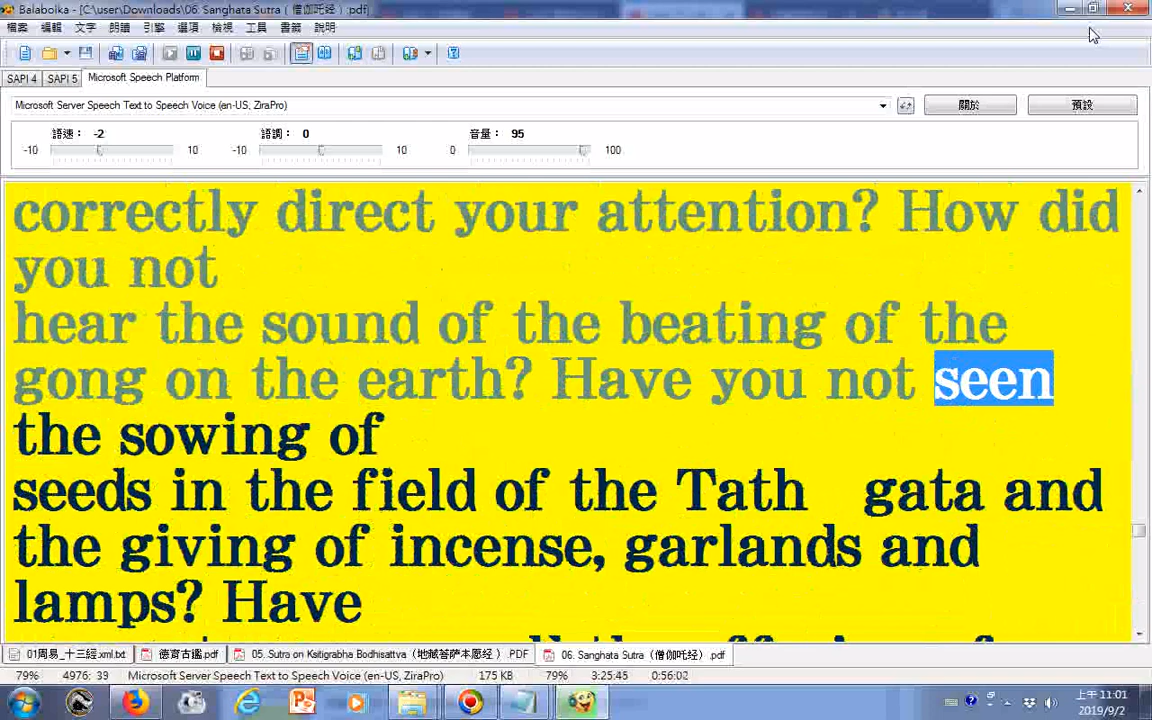 Balabolka - [C:\user\Downloads\06. Sanghata Sutra（僧伽吒经）.pdf]
檔案 編輯 文字 朗讀 引擎 選項 檢視 工具 書籤 說明
SAPI 4 SAPI 5 Microsoft Speech Platform
Microsoft Server Speech Text to Speech Voice (en-US, ZiraPro) 關於 預設
語速： -2 語調： 0 音量： 95
-10 10 -10 10 0 100
correctly direct your attention? How did
you not
hear the sound of the beating of the
gong on the earth? Have you not seen
the sowing of
seeds in the field of the Tath gata and
the giving of incense, garlands and
lamps? Have
01周易_十三經.xml.txt 德育古鑑.pdf 05. Sutra on Ksitigrabha Bodhisattva（地藏菩萨本愿经）.PDF 06. Sanghata Sutra（僧伽吒经）.pdf
79% 4976: 39 Microsoft Server Speech Text to Speech Voice (en-US, ZiraPro) 175 KB 79% 3:25:45 0:56:02
上午 11:01
2019/9/2